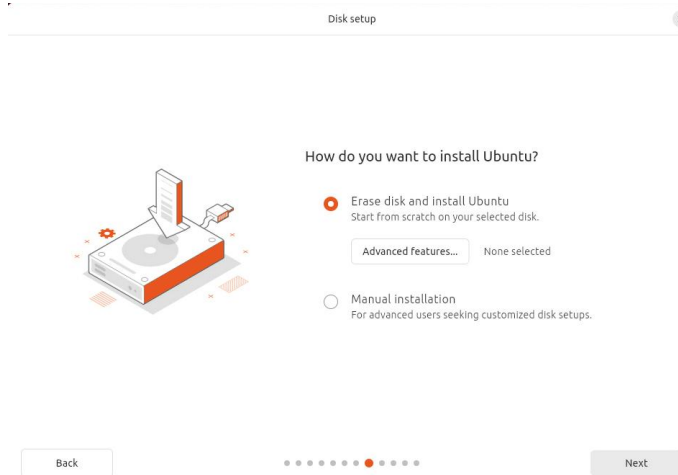 Disk setup
How do you want to install Ubuntu?
Erase disk and install Ubuntu
Start from scratch on your selected disk.
Advanced features... None selected
Manual installation
For advanced users seeking customized disk setups.
Back Next